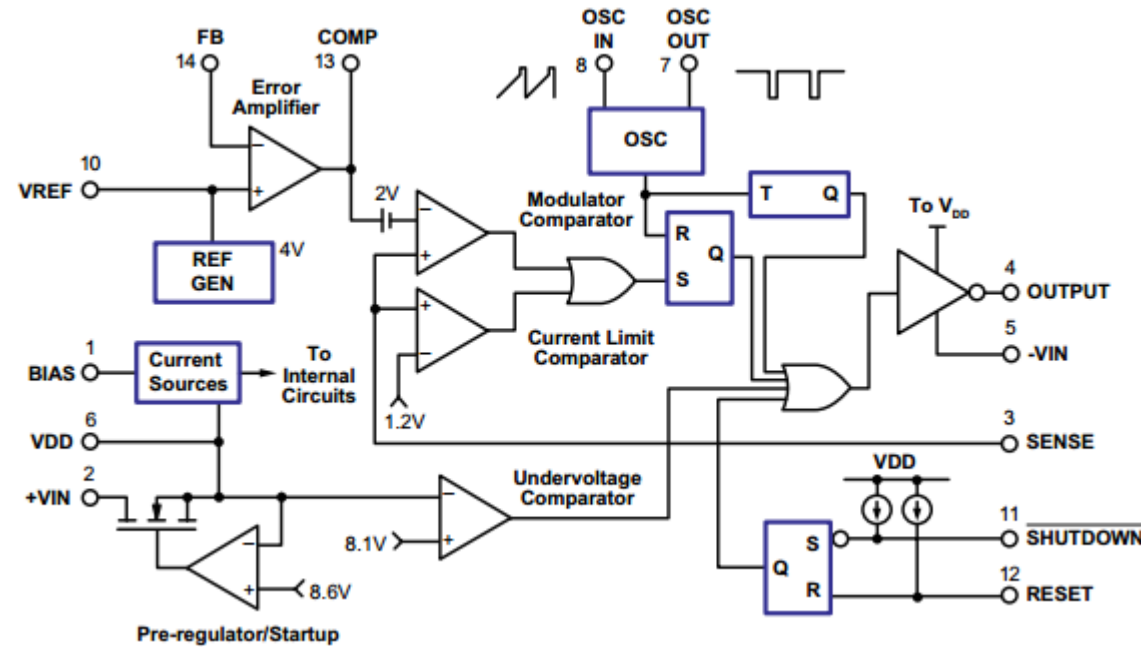 FB
14
COMP
13
OSC
IN
8
OSC
OUT
7
Error
Amplifier
−
+
10
VREF
REF
GEN
4V
2V
OSC
Modulator
Comparator
−
+
T
Q
R
S
Q
To VDD
4
OUTPUT
5
-VIN
+
−
1.2V
Current Limit
Comparator
1
BIAS
Current
Sources
To
Internal
Circuits
6
VDD
2
+VIN
3
SENSE
Undervoltage
Comparator
−
+
8.1V
−
+
8.6V
VDD
S
Q
R
11
SHUTDOWN
12
RESET
Pre-regulator/Startup